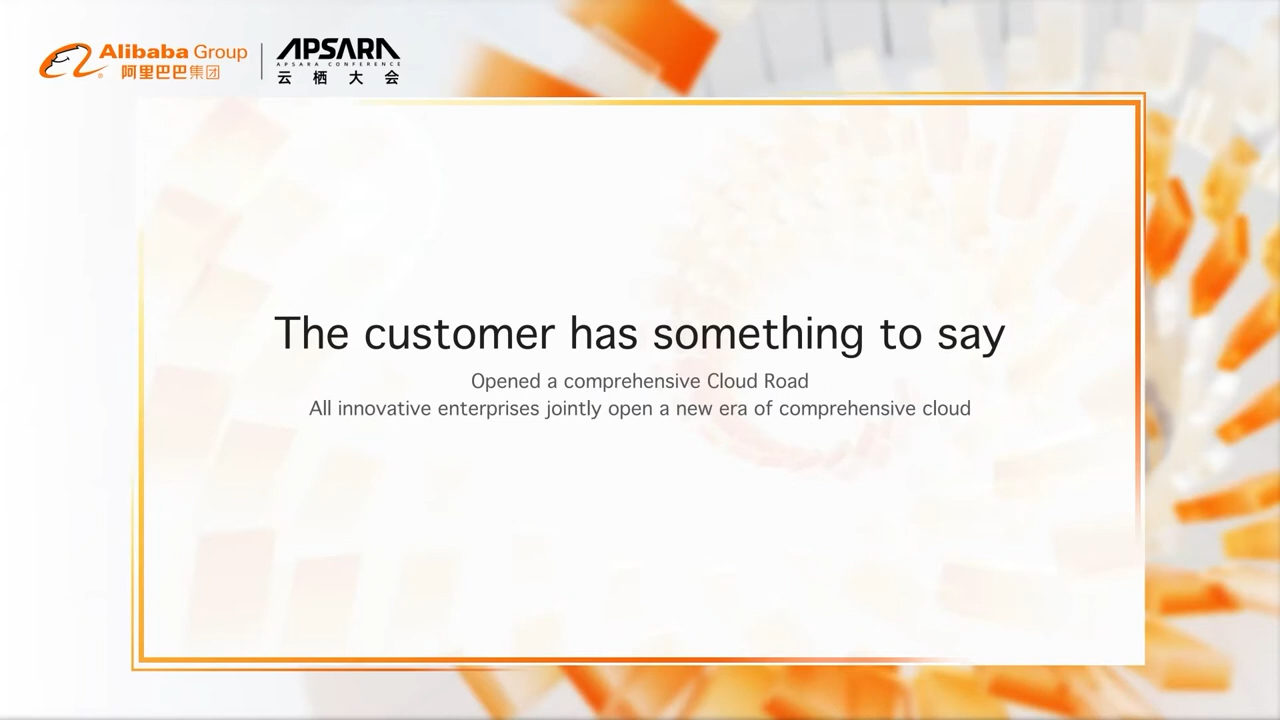 Alibaba Group
阿里巴巴集团
APSARA
APSARA CONFERENCE
云栖大会
The customer has something to say
Opened a comprehensive Cloud Road
All innovative enterprises jointly open a new era of comprehensive cloud